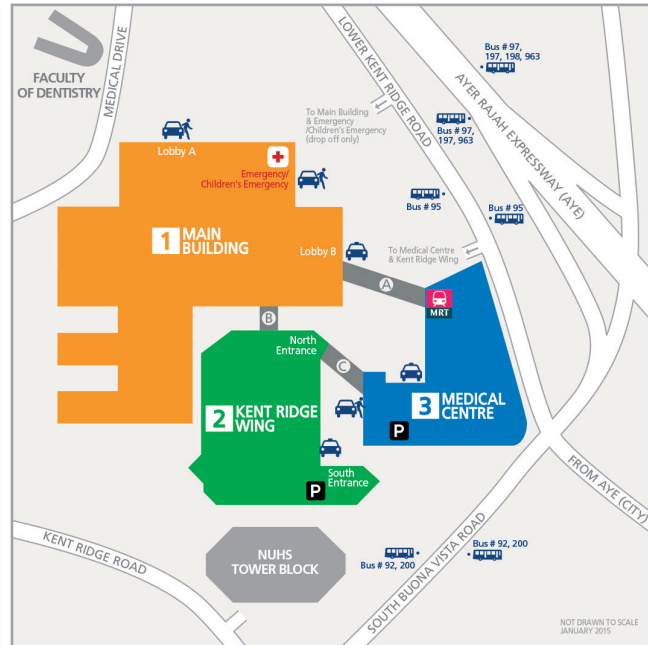 FACULTY
OF DENTISTRY
MEDICAL DRIVE
LOWER KENT RIDGE ROAD
Bus # 97,
197, 198, 963
AYER RAJAH EXPRESSWAY (AYE)
To Main Building
& Emergency
/Children's Emergency
(drop off only)
Bus # 97,
197, 963
Lobby A
Emergency/
Children's Emergency
Bus # 95
Bus # 95
1 MAIN
BUILDING
Lobby B
To Medical Centre
& Kent Ridge Wing
A
MRT
B
North
Entrance
C
2 KENT RIDGE
WING
3 MEDICAL
CENTRE
P
South
Entrance
P
FROM AYE (CITY)
KENT RIDGE ROAD
NUHS
TOWER BLOCK
Bus # 92, 200
Bus # 92, 200
SOUTH BUONA VISTA ROAD
NOT DRAWN TO SCALE
JANUARY 2015